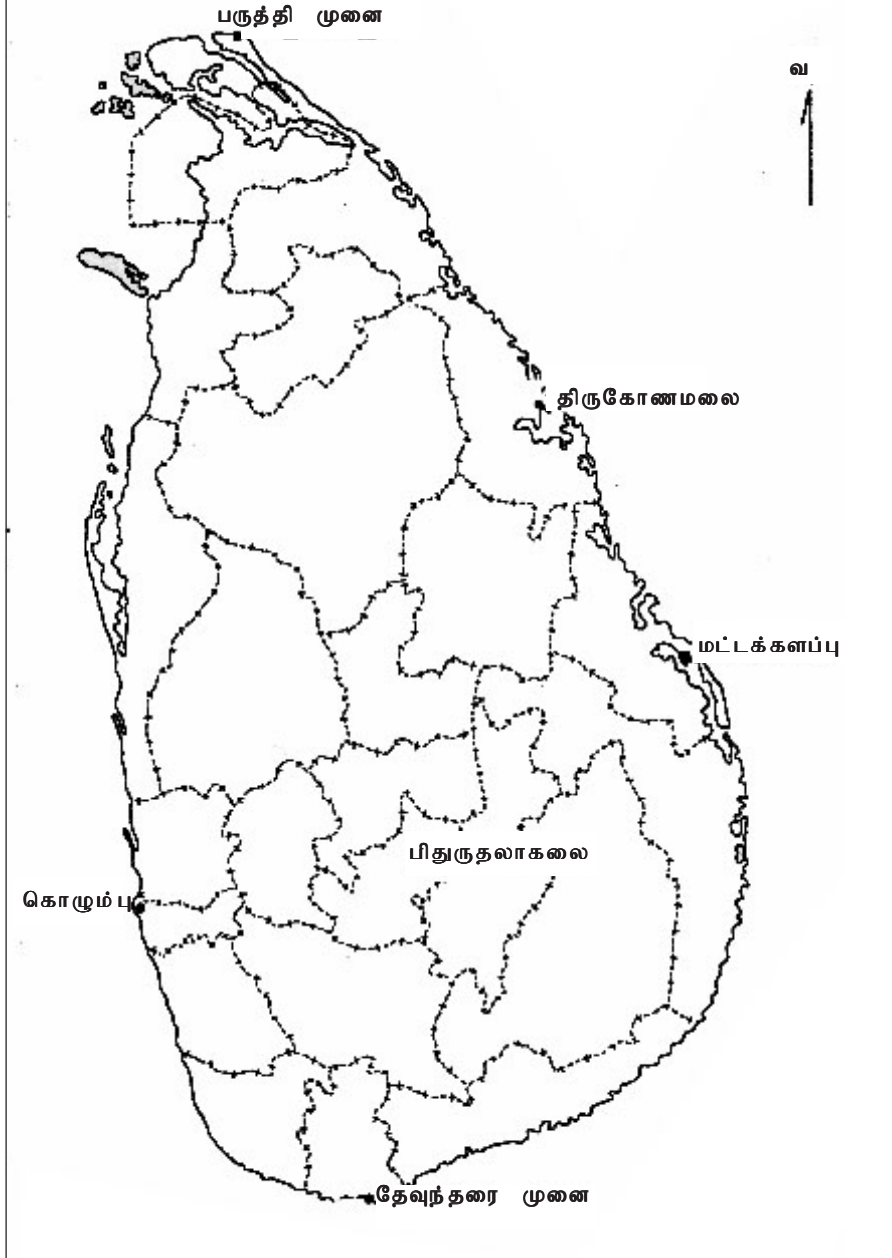 பருத்தி முனை
வ
திருகோணமலை
மட்டக்களப்பு
பிதுருதலாகலை
கொழும்பு
தேவுந்தரை முனை